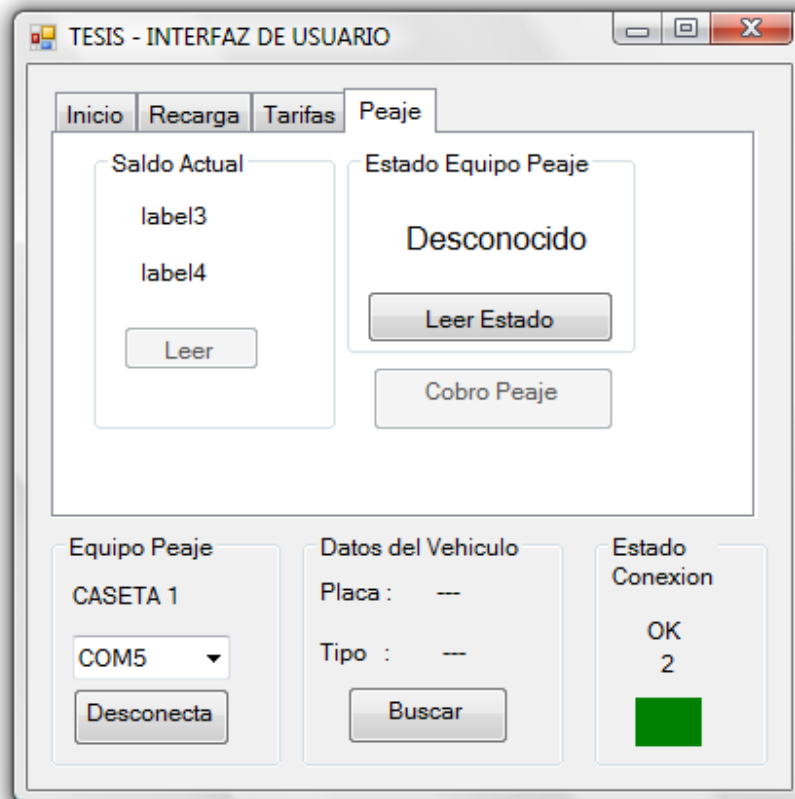 TESIS - INTERFAZ DE USUARIO
Inicio Recarga Tarifas Peaje
Saldo Actual
label3
label4
Leer
Estado Equipo Peaje
Desconocido
Leer Estado
Cobro Peaje
Equipo Peaje
CASETA 1
COM5
Desconecta
Datos del Vehiculo
Placa : ---
Tipo : ---
Buscar
Estado
Conexion
OK
2